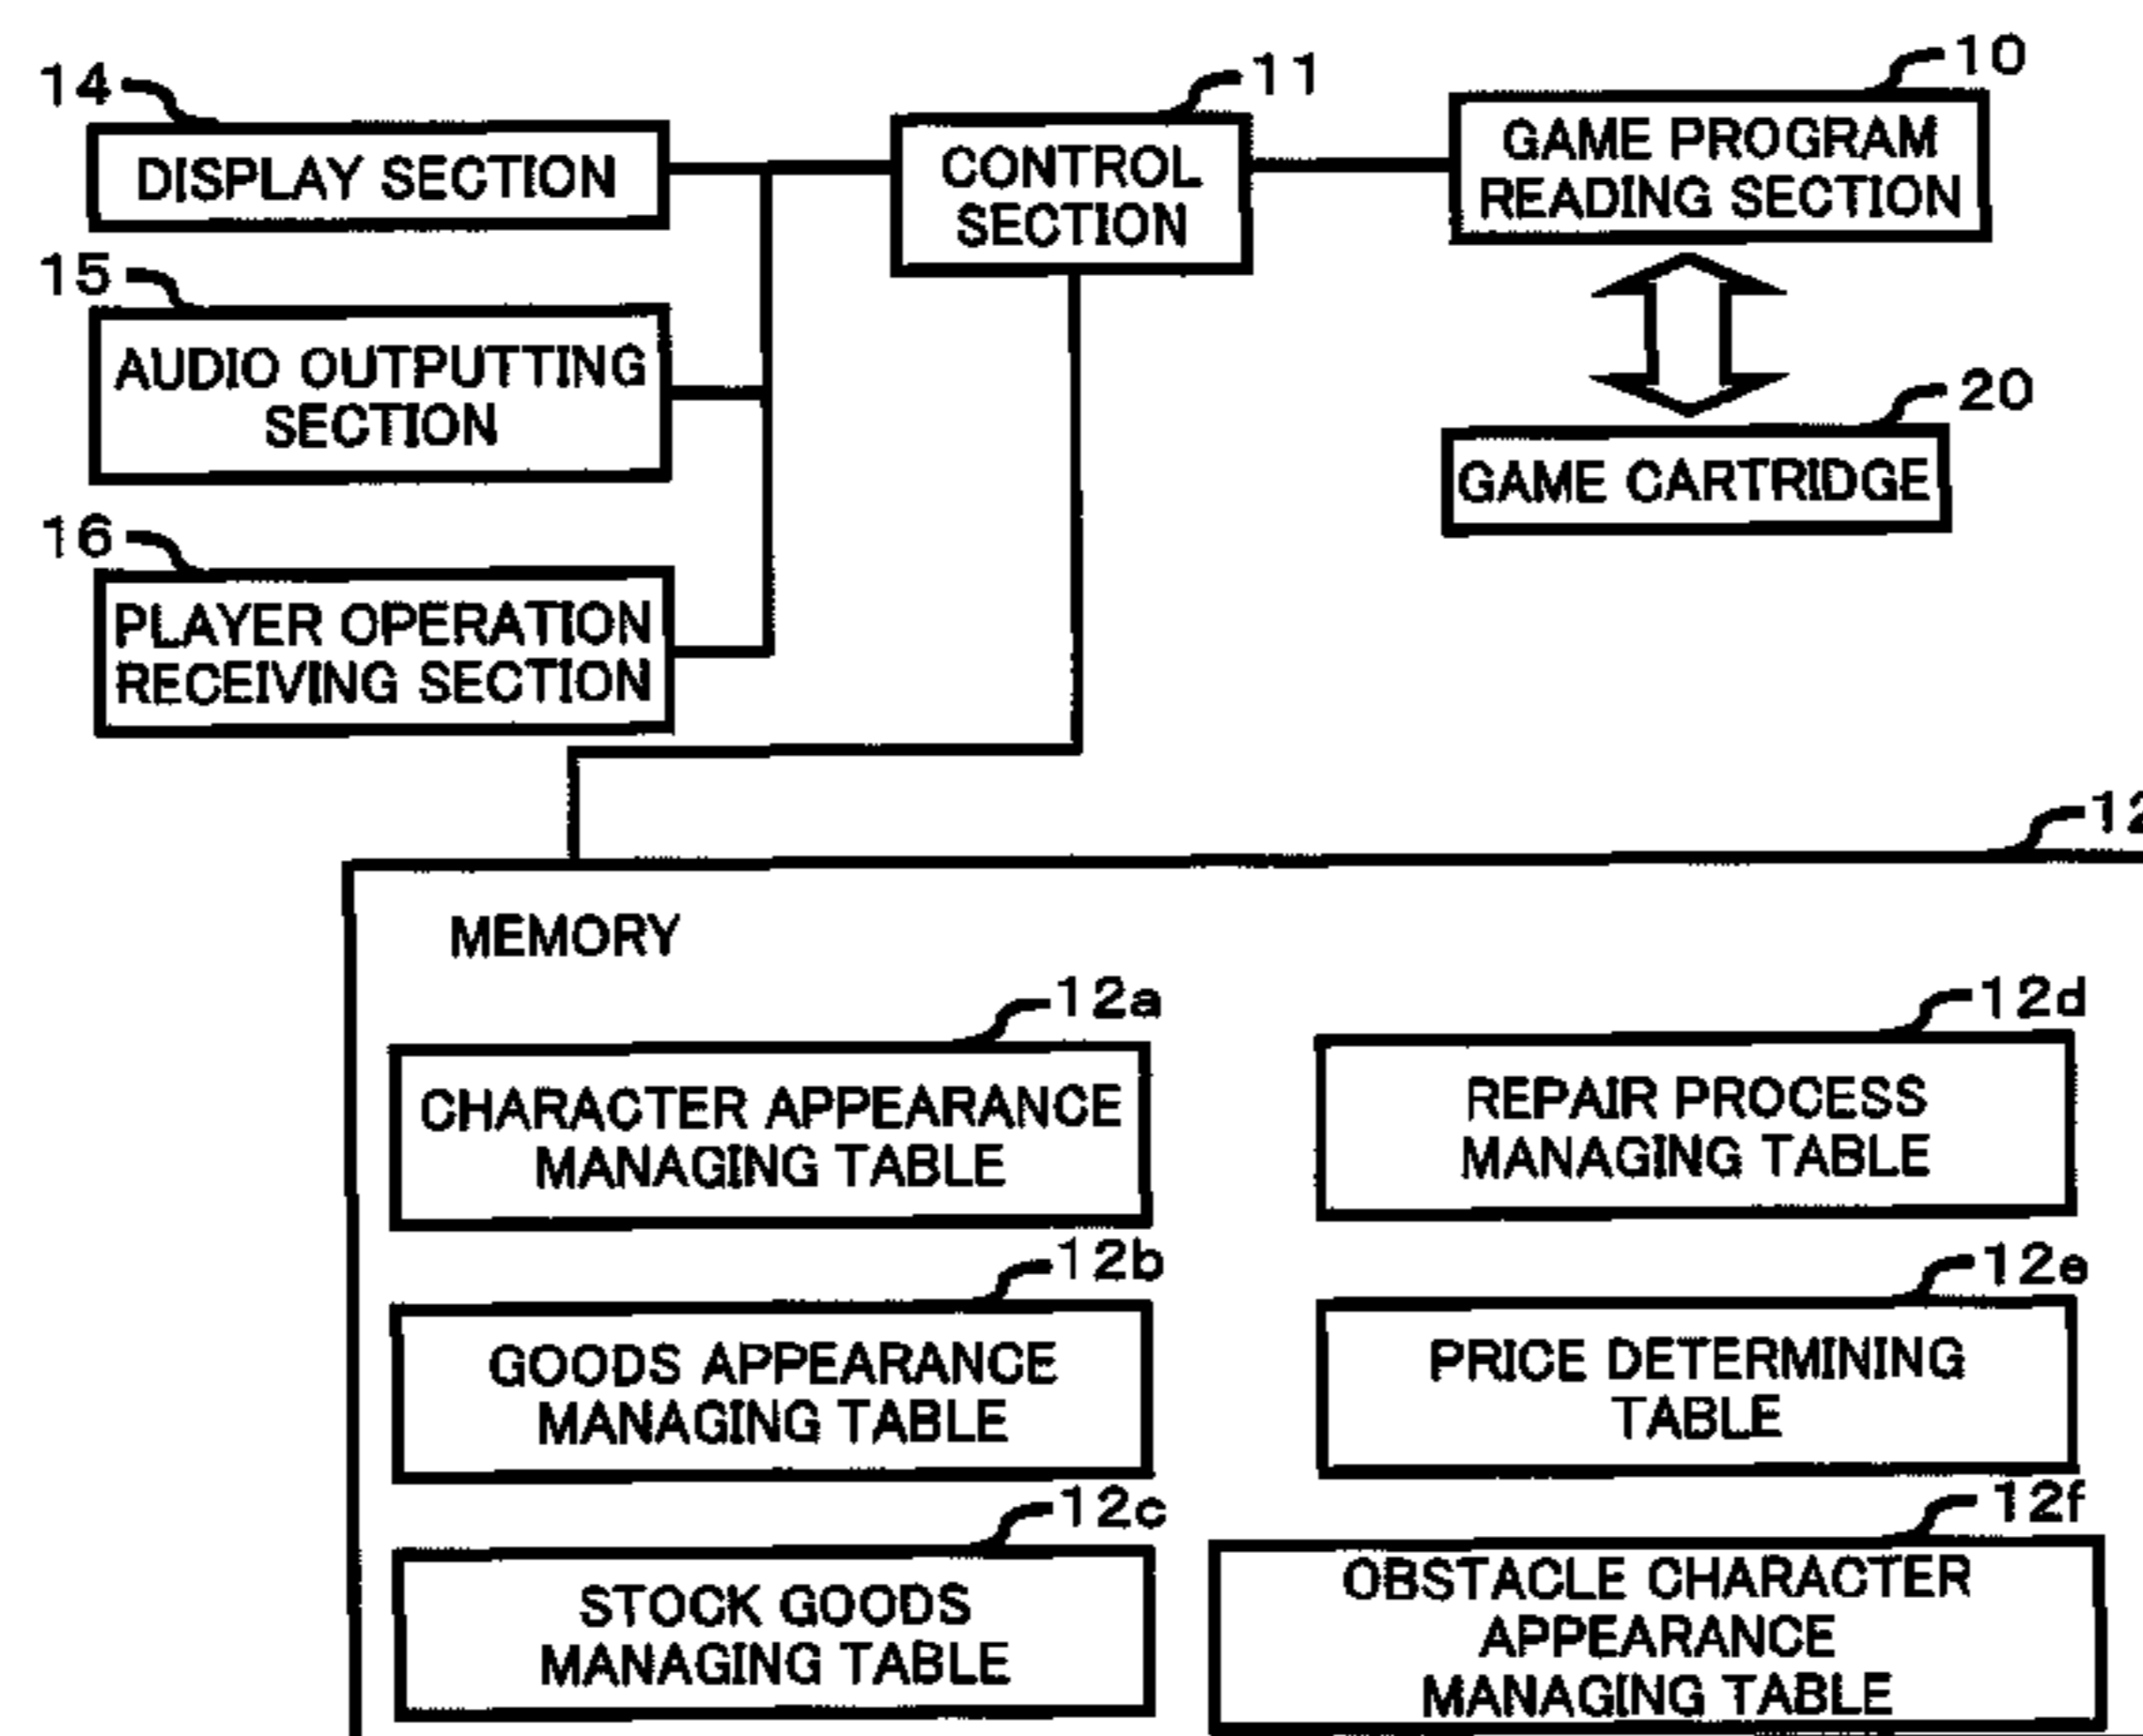 14
DISPLAY SECTION
11
CONTROL
SECTION
10
GAME PROGRAM
READING SECTION
15
AUDIO OUTPUTTING
SECTION
20
GAME CARTRIDGE
16
PLAYER OPERATION
RECEIVING SECTION
12
MEMORY
12a
CHARACTER APPEARANCE
MANAGING TABLE
12d
REPAIR PROCESS
MANAGING TABLE
12b
GOODS APPEARANCE
MANAGING TABLE
12e
PRICE DETERMINING
TABLE
12c
STOCK GOODS
MANAGING TABLE
12f
OBSTACLE CHARACTER
APPEARANCE
MANAGING TABLE